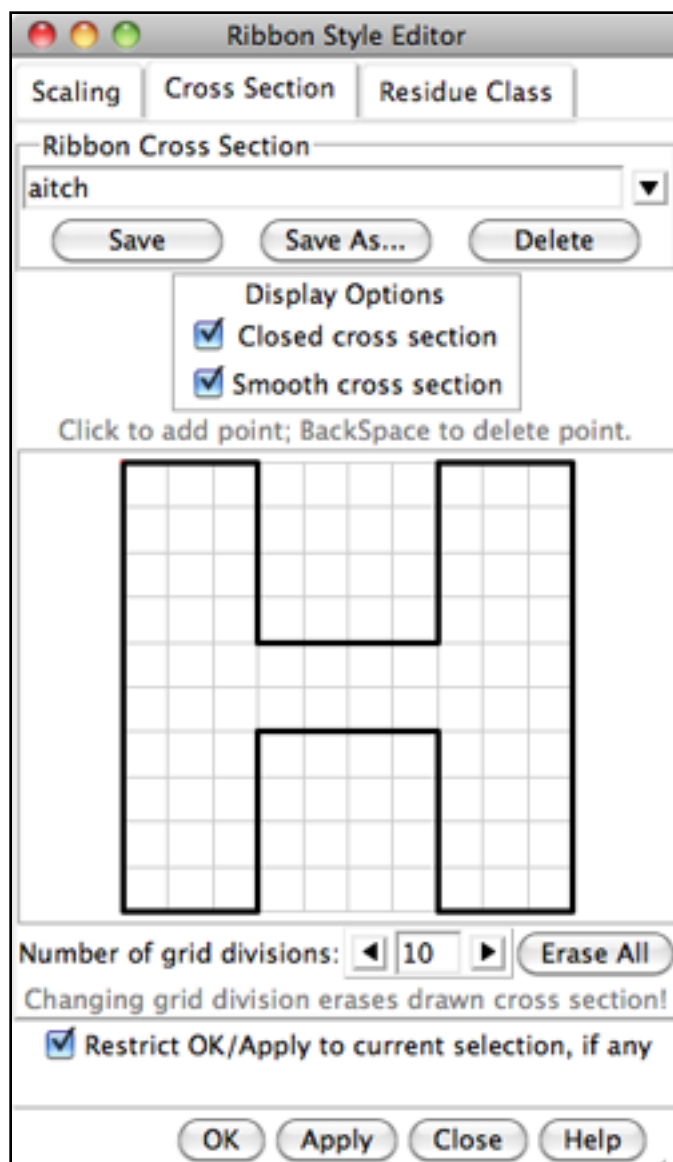 Ribbon Style Editor
Scaling Cross Section Residue Class
Ribbon Cross Section
aitch
Save Save As... Delete
Display Options
Closed cross section
Smooth cross section
Click to add point; BackSpace to delete point.
Number of grid divisions: 10 Erase All
Changing grid division erases drawn cross section!
Restrict OK/Apply to current selection, if any
OK Apply Close Help